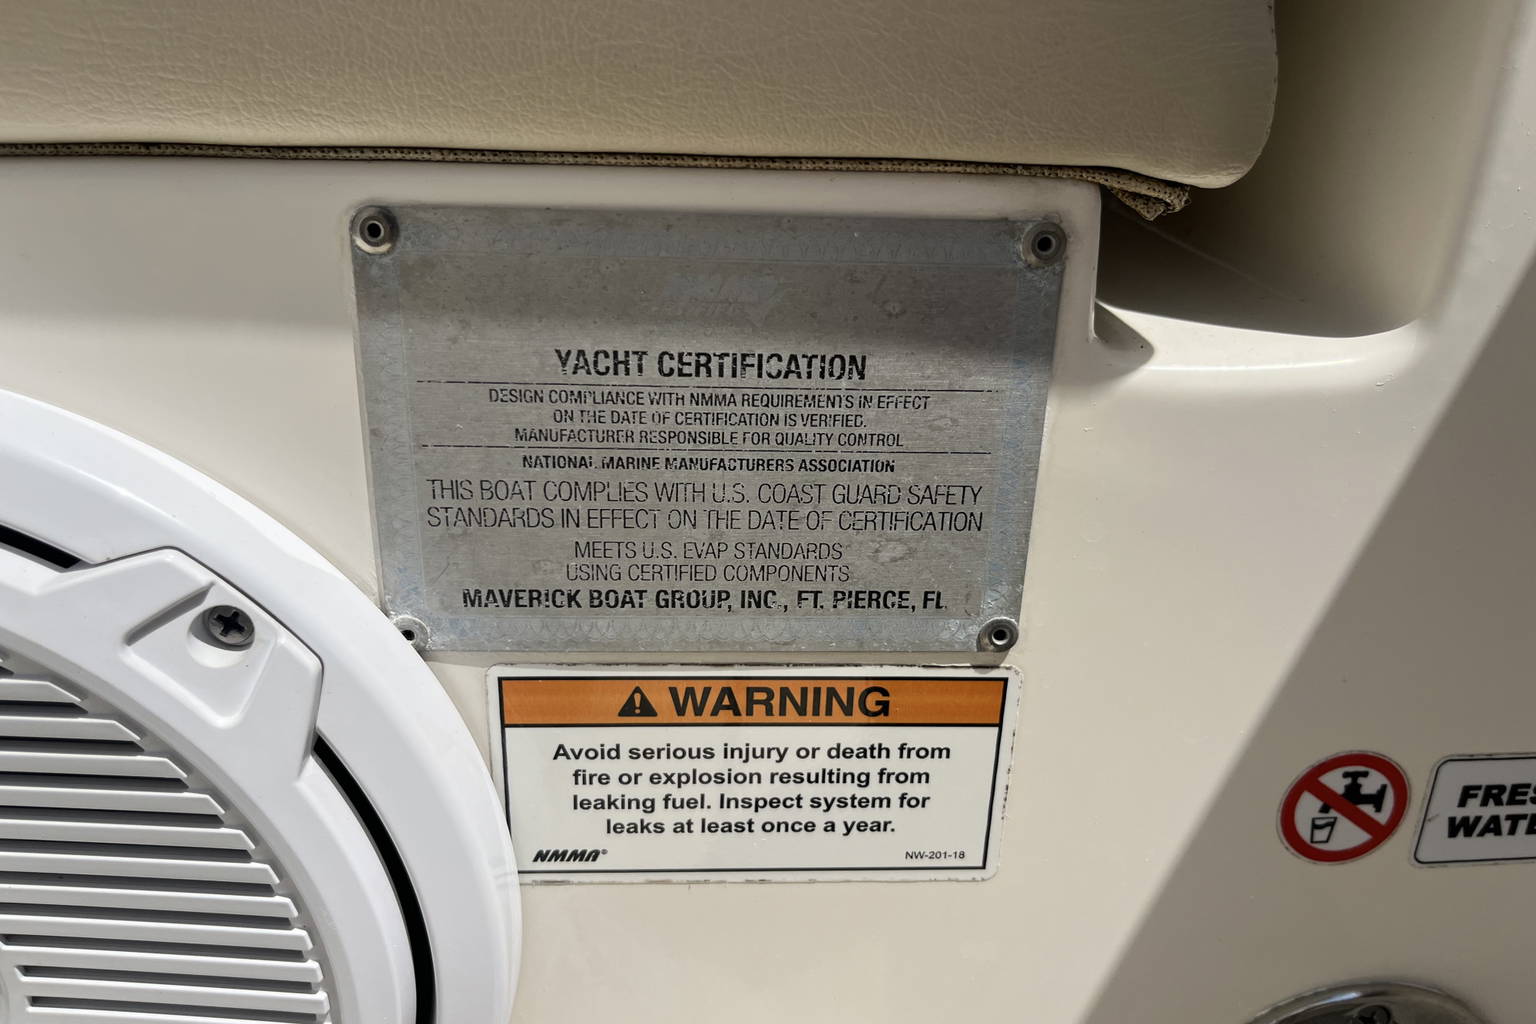 YACHT CERTIFICATION
DESIGN COMPLIANCE WITH NMMA REQUIREMENTS IN EFFECT
ON THE DATE OF CERTIFICATION IS VERIFIED.
MANUFACTURER RESPONSIBLE FOR QUALITY CONTROL
NATIONAL MARINE MANUFACTURERS ASSOCIATION
THIS BOAT COMPLIES WITH U.S. COAST GUARD SAFETY
STANDARDS IN EFFECT ON THE DATE OF CERTIFICATION
MEETS U.S. EVAP STANDARDS
USING CERTIFIED COMPONENTS
MAVERICK BOAT GROUP, INC., FT. PIERCE, FL.
WARNING
Avoid serious injury or death from
fire or explosion resulting from
leaking fuel. Inspect system for
leaks at least once a year.
NMMA® NW-201-18
FRES
WATE